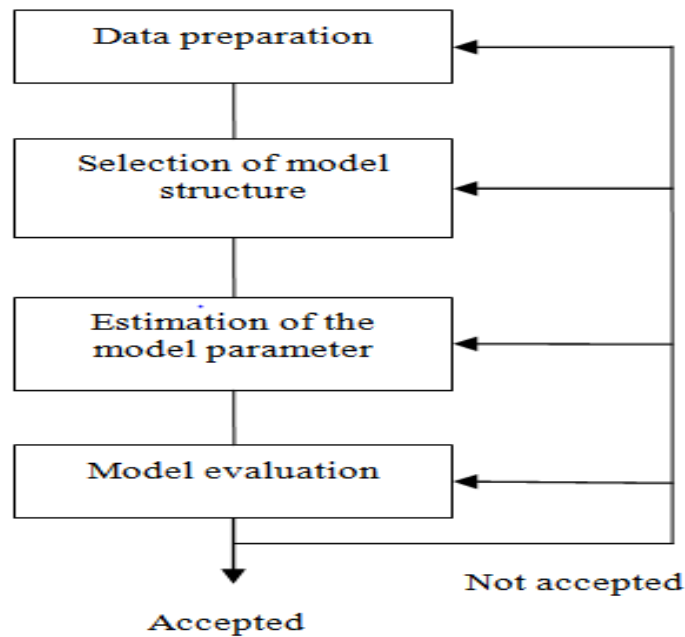 Data preparation
Selection of model
structure
Estimation of the
model parameter
Model evaluation
Not accepted
Accepted